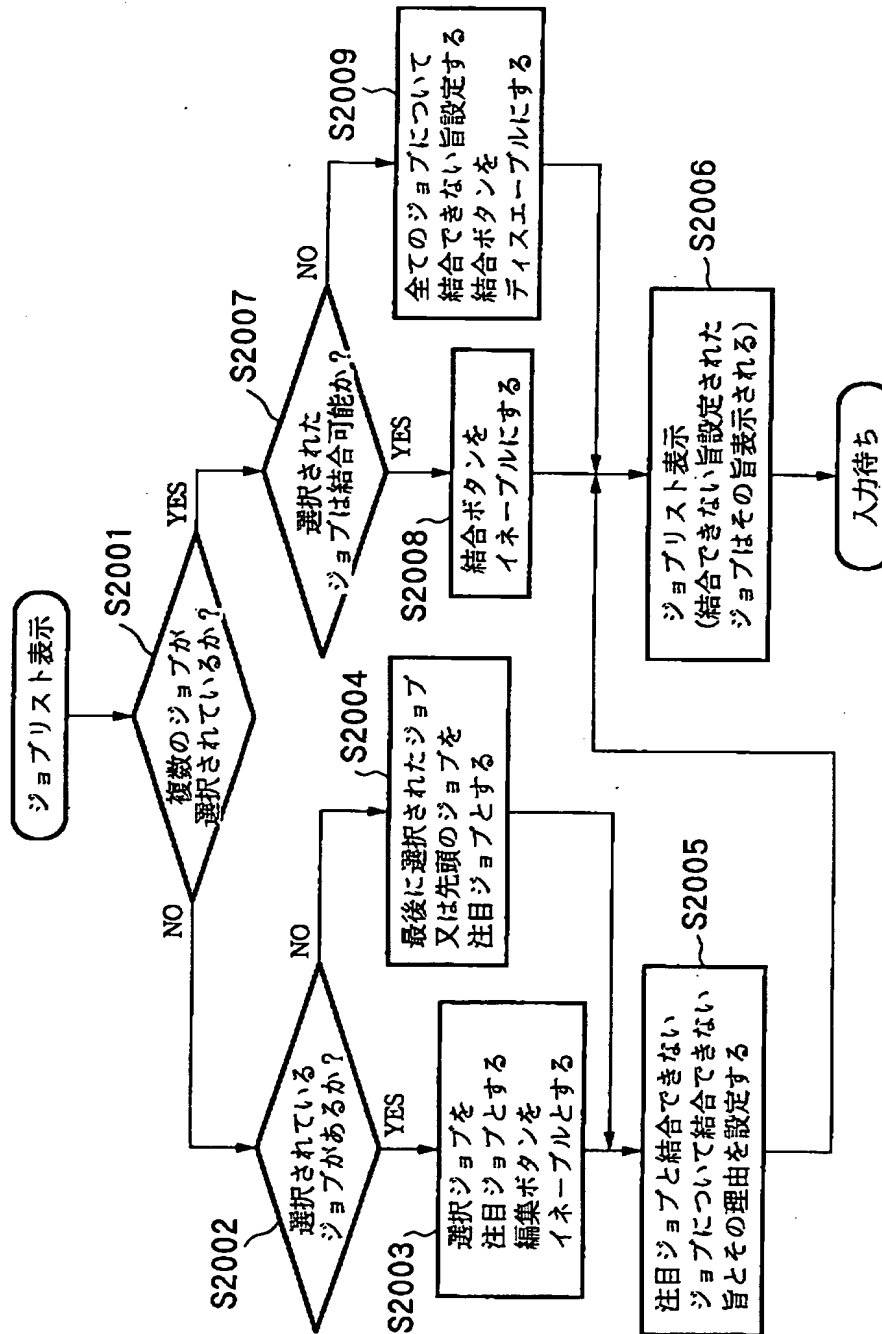 ジョブリスト表示
S2001
複数のジョブが
選択されているか?
NO
YES
S2002
選択されている
ジョブがあるか?
NO
YES
S2003
選択ジョブを
注目ジョブとする
編集ボタンを
イネーブルとする
S2004
最後に選択されたジョブ
又は先頭のジョブを
注目ジョブとする
S2005
注目ジョブと結合できない
ジョブについて結合できない
旨とその理由を設定する
S2007
選択された
ジョブは結合可能か?
NO
YES
S2008
結合ボタンを
イネーブルにする
S2009
全てのジョブについて
結合できない旨設定する
結合ボタンを
ディスエーブルにする
S2006
ジョブリスト表示
(結合できない旨設定された
ジョブはその旨表示される)
入力待ち